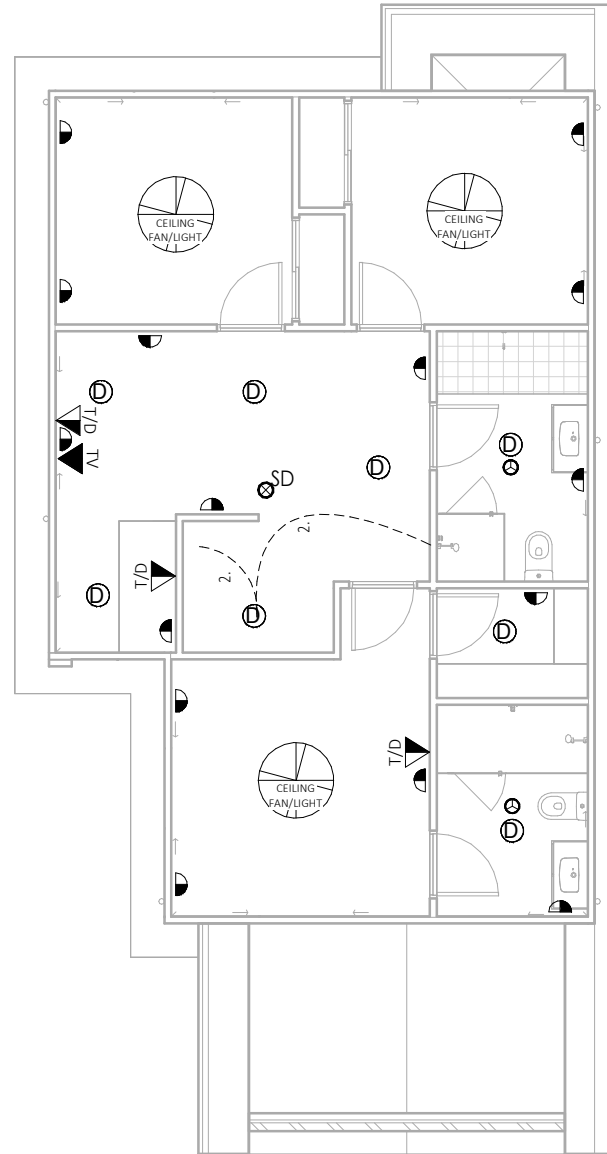 CEILING
FAN/LIGHT
CEILING
FAN/LIGHT
D
D
T/D
TV
D
D
SD
2.
2.
T/D
D
D
D
T/D
CEILING
FAN/LIGHT
D